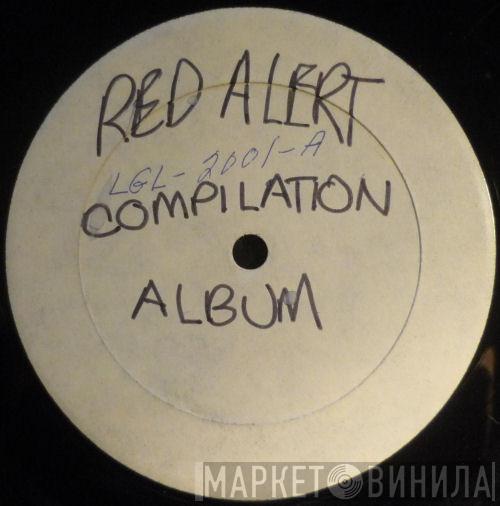 RED ALERT
LGL-2001-A
COMPILATION
ALBUM
МАРКЕТ ВИНИЛА